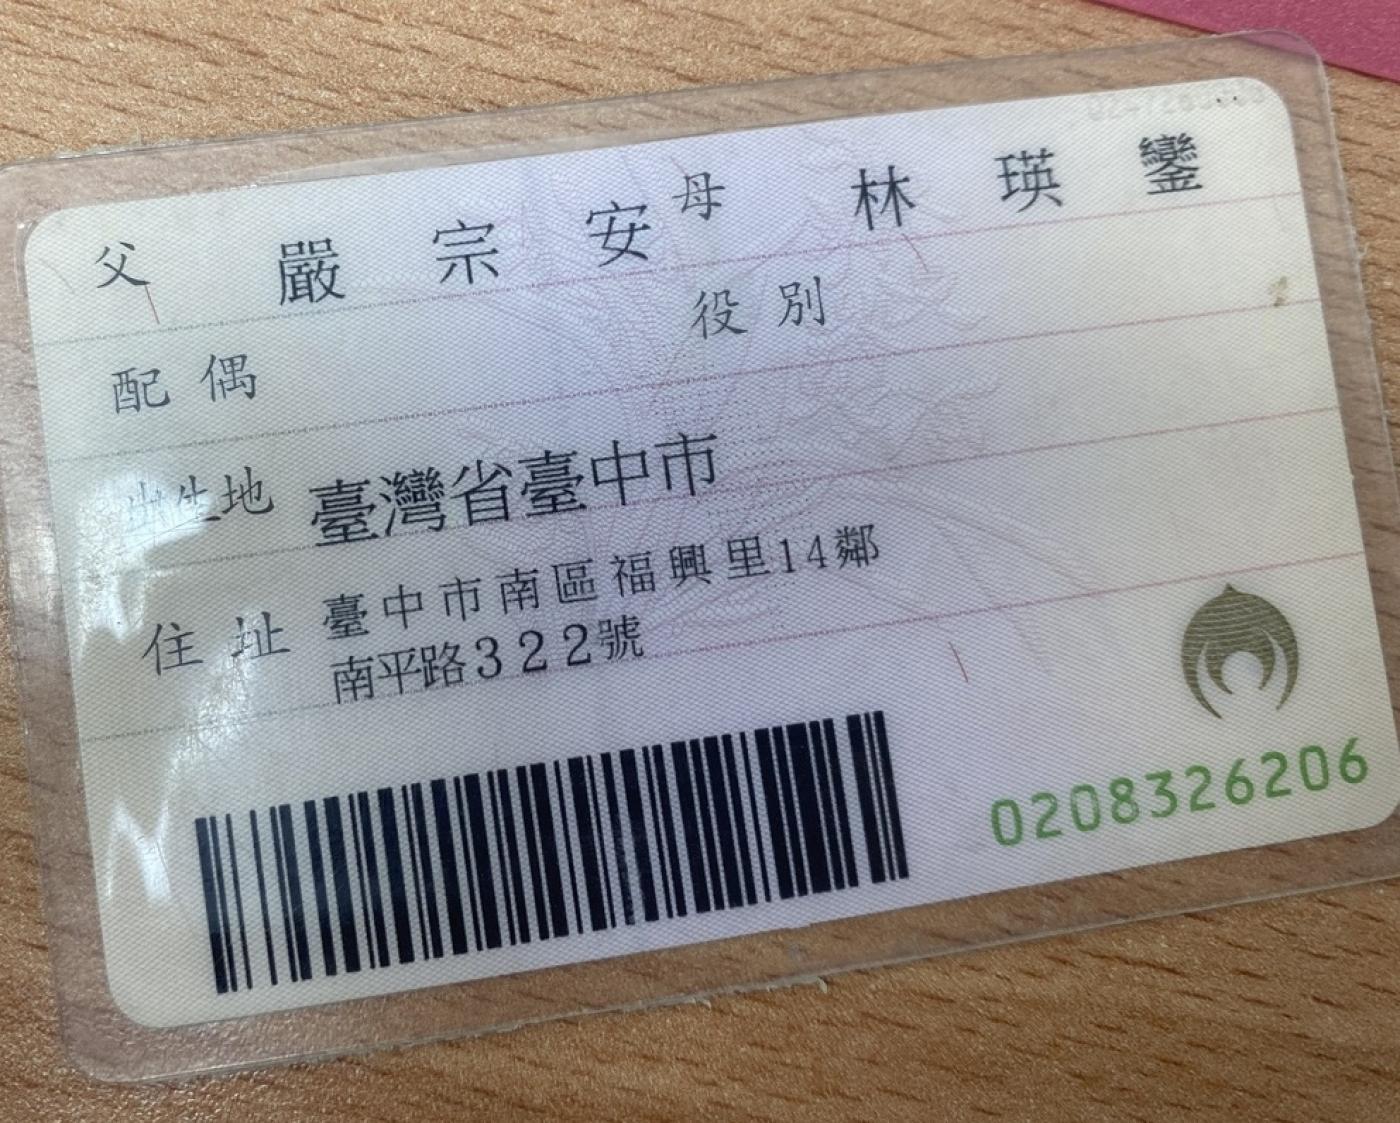 父 嚴宗安 母 林瑛鑾
配偶 役別
出生地 臺灣省臺中市
住址 臺中市南區福興里14鄰
南平路322號
0208326206